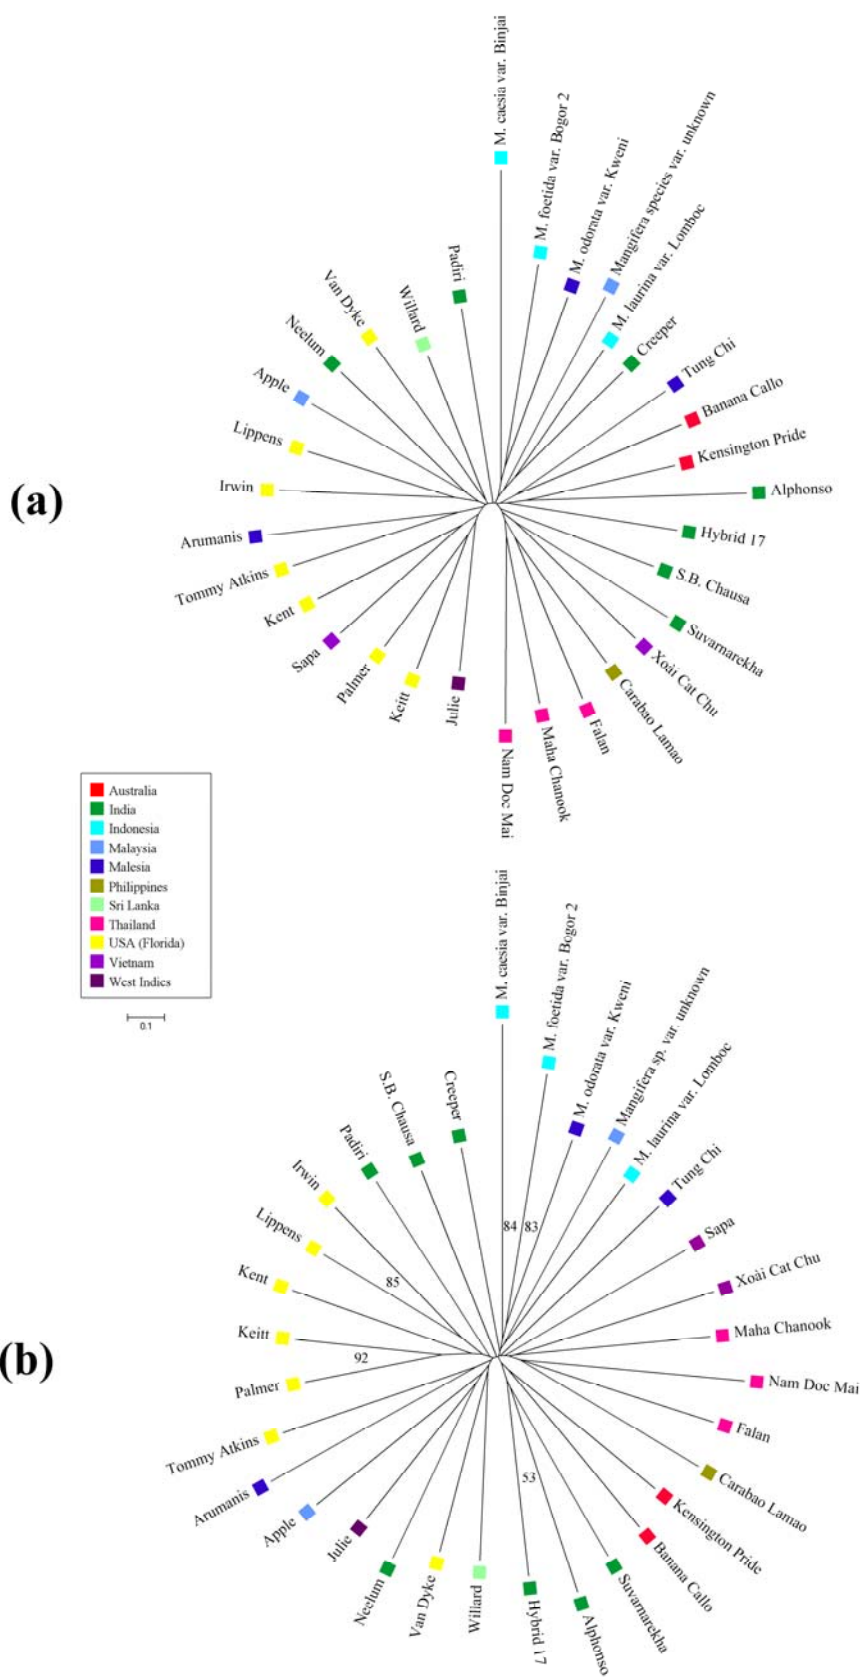 M. caesia var. Binjai
M. foetida var. Bogor 2
M. odorata var. Kweni
Mangifera species var. unknown
M. laurina var. Lomboc
Creeper
Tung Chi
Banana Callo
Kensington Pride
Alphonso
Hybrid 17
S.B. Chausa
Suvarnarekha
Xoài Cat Chu
Carabao Lamao
Falan
Maha Chanook
Nam Doc Mai
Julie
Keitt
Palmer
Sapa
Kent
Tommy Atkins
Arumanis
Irwin
Lippens
Apple
Neelum
Van Dyke
Willard
Padiri
(a)
Australia
India
Indonesia
Malaysia
Malesia
Philippines
Sri Lanka
Thailand
USA (Florida)
Vietnam
West Indies
0.1
M. caesia var. Binjai
M. foetida var. Bogor 2
M. odorata var. Kweni
Mangifera sp. var. unknown
M. laurina var. Lomboc
Tung Chi
Sapa
Xoài Cat Chu
Maha Chanook
Nam Doc Mai
Falan
Carabao Lamao
Kensington Pride
Banana Callo
Suvarnarekha
Alphonso
Hybrid 17
Willard
Van Dyke
Neelum
Julie
Apple
Arumanis
Tommy Atkins
Palmer
Keitt
Kent
Lippens
Irwin
Padiri
S.B. Chausa
Creeper
84
83
85
92
53
(b)